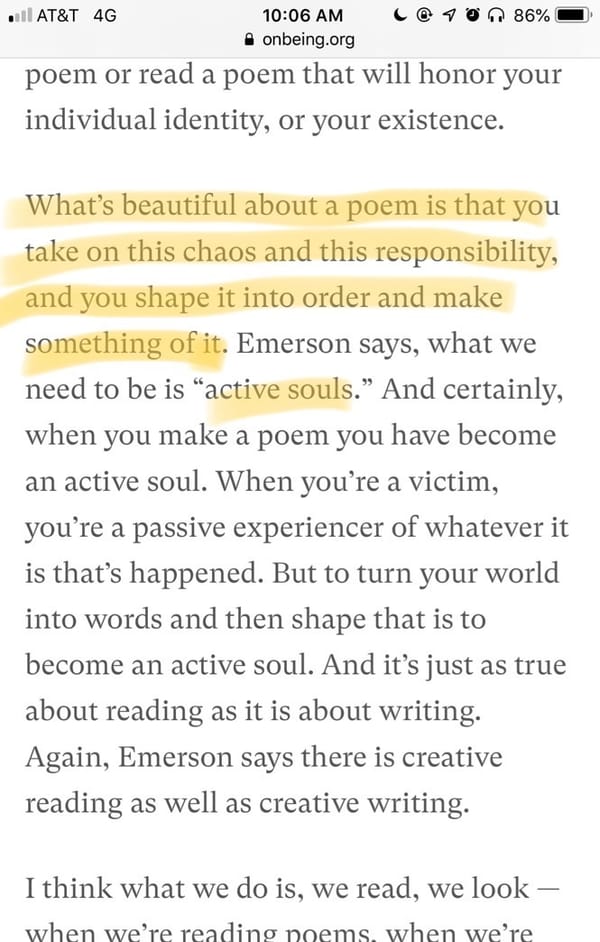 AT&T 4G 10:06 AM 86%
onbeing.org
poem or read a poem that will honor your
individual identity, or your existence.
What’s beautiful about a poem is that you
take on this chaos and this responsibility,
and you shape it into order and make
something of it. Emerson says, what we
need to be is “active souls.” And certainly,
when you make a poem you have become
an active soul. When you’re a victim,
you’re a passive experiencer of whatever it
is that’s happened. But to turn your world
into words and then shape that is to
become an active soul. And it’s just as true
about reading as it is about writing.
Again, Emerson says there is creative
reading as well as creative writing.
I think what we do is, we read, we look —
when we’re reading poems, when we’re